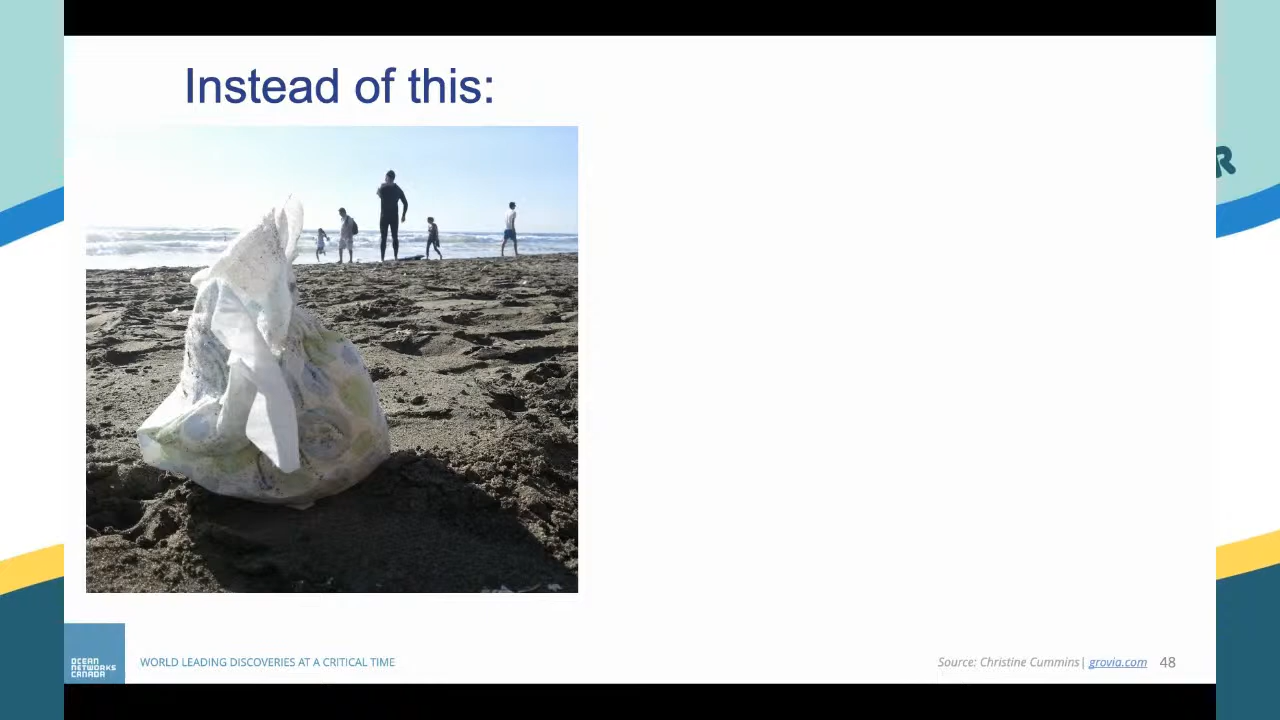 Instead of this:
R
OCEAN
NETWORKS
CANADA
WORLD LEADING DISCOVERIES AT A CRITICAL TIME
Source: Christine Cummins| grovia.com
48